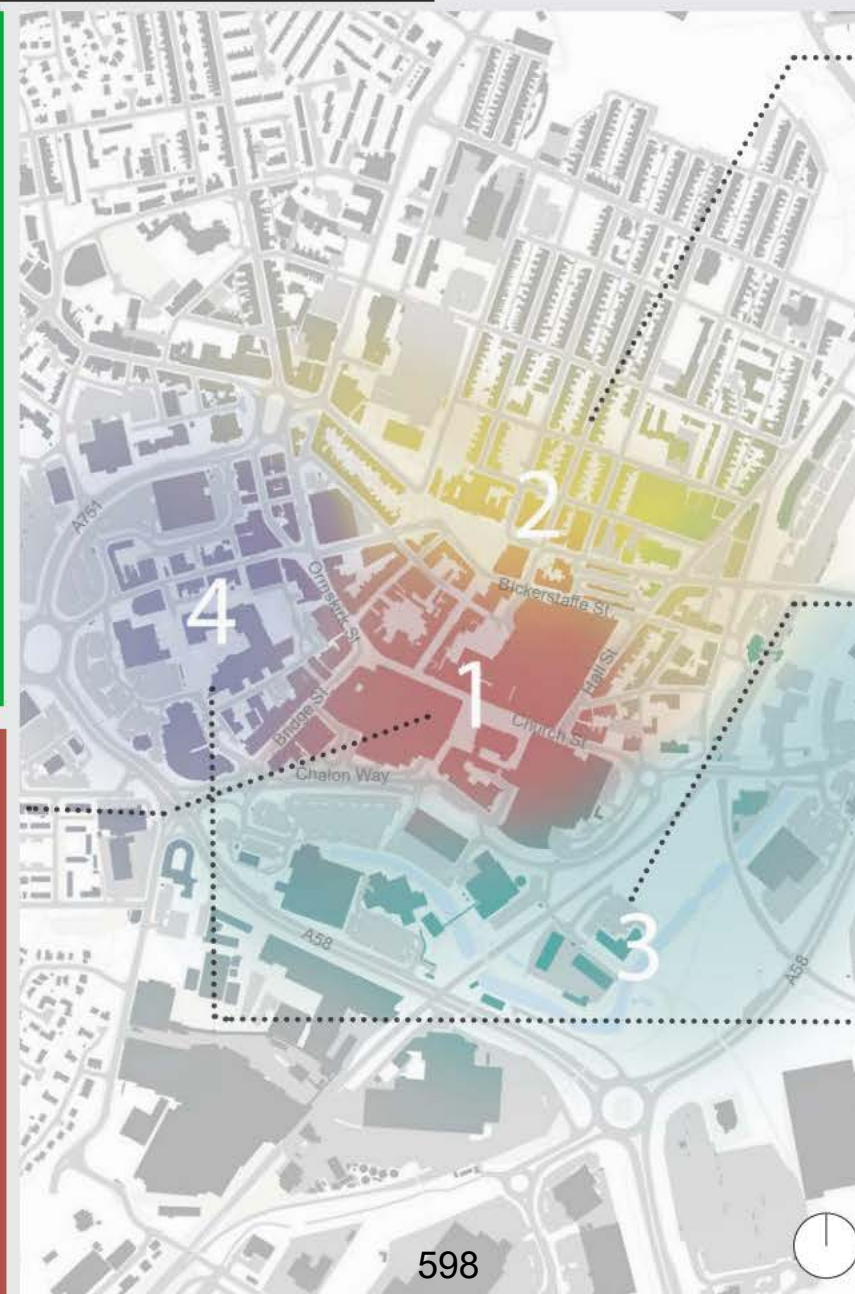 2
A751
Bickerstaffe St.
4
Ormskirk St.
1
Hall St.
Bridge St.
Church St.
Chalon Way
3
A58
A58
598